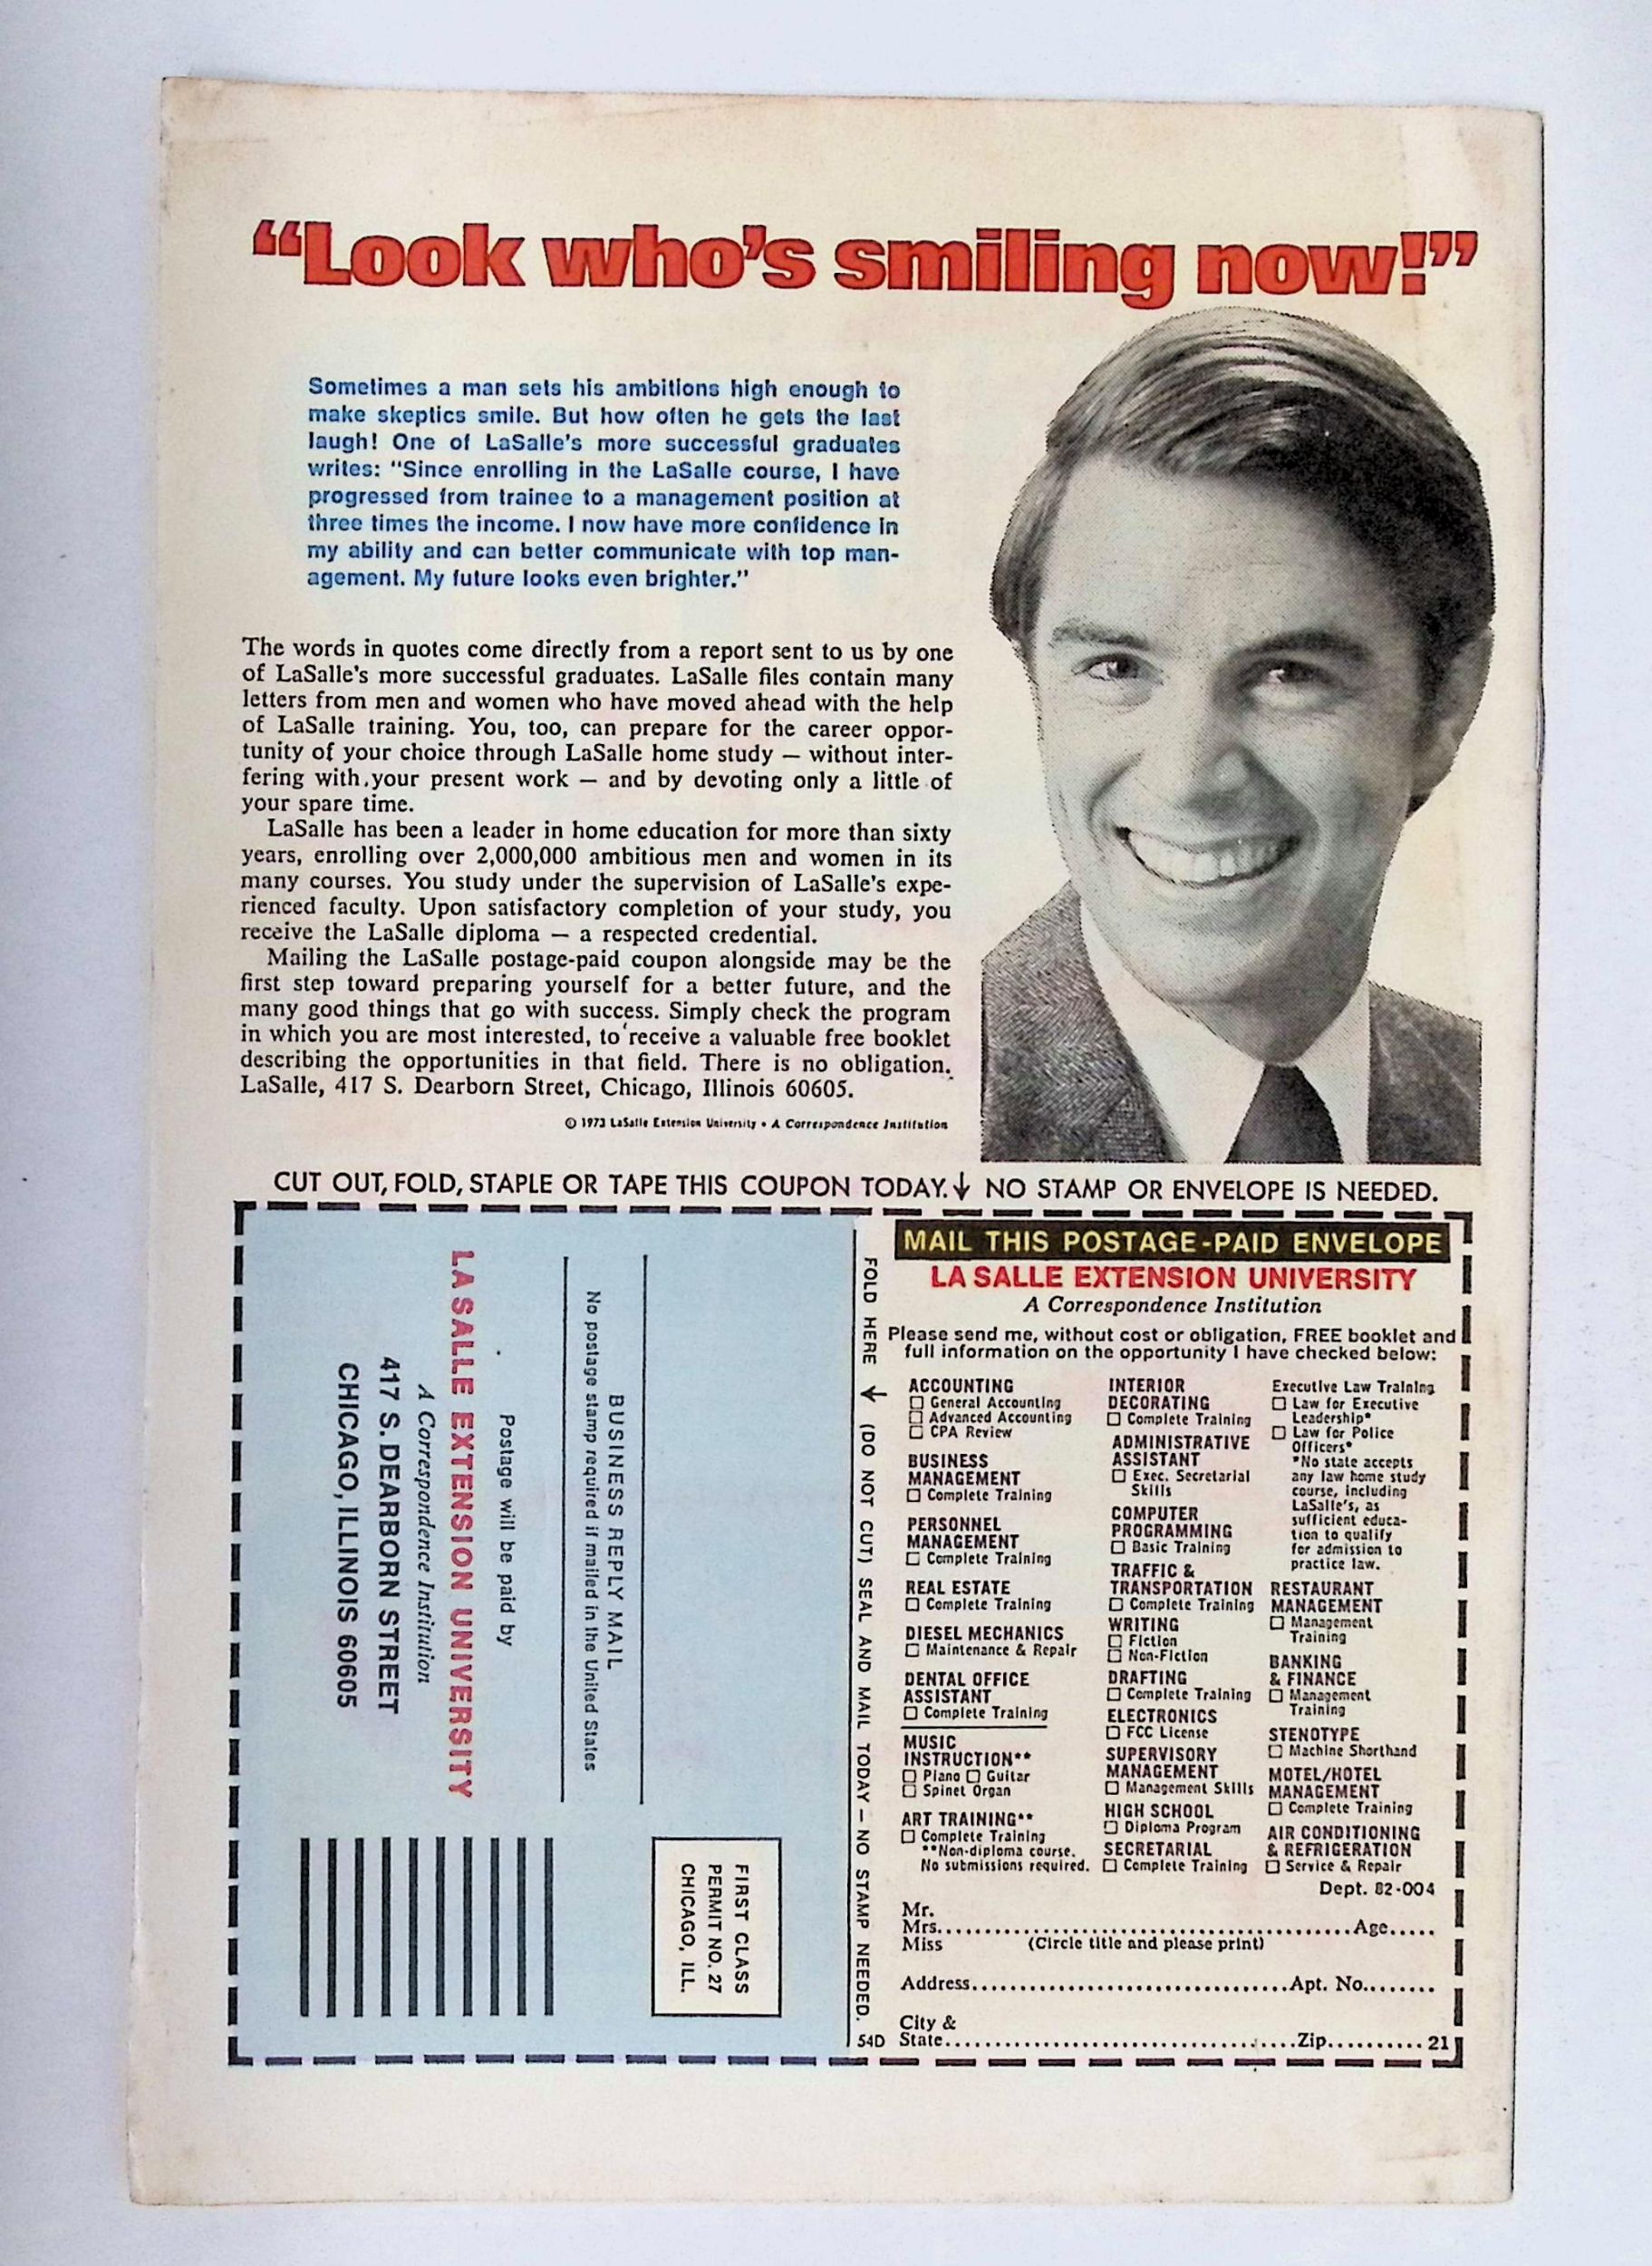 “Look who’s smiling now!”
Sometimes a man sets his ambitions high enough to
make skeptics smile. But how often he gets the last
laugh! One of LaSalle’s more successful graduates
writes: “Since enrolling in the LaSalle course, I have
progressed from trainee to a management position at
three times the income. I now have more confidence in
my ability and can better communicate with top man-
agement. My future looks even brighter.”
The words in quotes come directly from a report sent to us by one
of LaSalle’s more successful graduates. LaSalle files contain many
letters from men and women who have moved ahead with the help
of LaSalle training. You, too, can prepare for the career oppor-
tunity of your choice through LaSalle home study — without inter-
fering with your present work — and by devoting only a little of
your spare time.
LaSalle has been a leader in home education for more than sixty
years, enrolling over 2,000,000 ambitious men and women in its
many courses. You study under the supervision of LaSalle’s expe-
rienced faculty. Upon satisfactory completion of your study, you
receive the LaSalle diploma — a respected credential.
Mailing the LaSalle postage-paid coupon alongside may be the
first step toward preparing yourself for a better future, and the
many good things that go with success. Simply check the program
in which you are most interested, to receive a valuable free booklet
describing the opportunities in that field. There is no obligation.
LaSalle, 417 S. Dearborn Street, Chicago, Illinois 60605.
© 1973 LaSalle Extension University • A Correspondence Institution
CUT OUT, FOLD, STAPLE OR TAPE THIS COUPON TODAY.↓ NO STAMP OR ENVELOPE IS NEEDED.
FIRST CLASS
PERMIT NO. 27
CHICAGO, ILL.
BUSINESS REPLY MAIL
No postage stamp required if mailed in the United States
Postage will be paid by
LA SALLE EXTENSION UNIVERSITY
A Correspondence Institution
417 S. DEARBORN STREET
CHICAGO, ILLINOIS 60605
FOLD HERE ↓ (DO NOT CUT) SEAL AND MAIL TODAY — NO STAMP NEEDED.
MAIL THIS POSTAGE-PAID ENVELOPE
LA SALLE EXTENSION UNIVERSITY
A Correspondence Institution
Please send me, without cost or obligation, FREE booklet and
full information on the opportunity I have checked below:
ACCOUNTING
☐ General Accounting
☐ Advanced Accounting
☐ CPA Review
BUSINESS
MANAGEMENT
☐ Complete Training
PERSONNEL
MANAGEMENT
☐ Complete Training
REAL ESTATE
☐ Complete Training
DIESEL MECHANICS
☐ Maintenance & Repair
DENTAL OFFICE
ASSISTANT
☐ Complete Training
MUSIC
INSTRUCTION**
☐ Piano ☐ Guitar
☐ Spinet Organ
ART TRAINING**
☐ Complete Training
**Non-diploma course.
No submissions required.
INTERIOR
DECORATING
☐ Complete Training
ADMINISTRATIVE
ASSISTANT
☐ Exec. Secretarial
Skills
COMPUTER
PROGRAMMING
☐ Basic Training
TRAFFIC &
TRANSPORTATION
☐ Complete Training
WRITING
☐ Fiction
☐ Non-Fiction
DRAFTING
☐ Complete Training
ELECTRONICS
☐ FCC License
SUPERVISORY
MANAGEMENT
☐ Management Skills
HIGH SCHOOL
☐ Diploma Program
SECRETARIAL
☐ Complete Training
Executive Law Training
☐ Law for Executive
Leadership*
☐ Law for Police
Officers*
*No state accepts
any law home study
course, including
LaSalle’s, as
sufficient educa-
tion to qualify
for admission to
practice law.
RESTAURANT
MANAGEMENT
☐ Management
Training
BANKING
& FINANCE
☐ Management
Training
STENOTYPE
☐ Machine Shorthand
MOTEL/HOTEL
MANAGEMENT
☐ Complete Training
AIR CONDITIONING
& REFRIGERATION
☐ Service & Repair
Dept. 82-004
Mr.
Mrs. Age
Miss (Circle title and please print)
Address Apt. No.
City &
54D State Zip 21